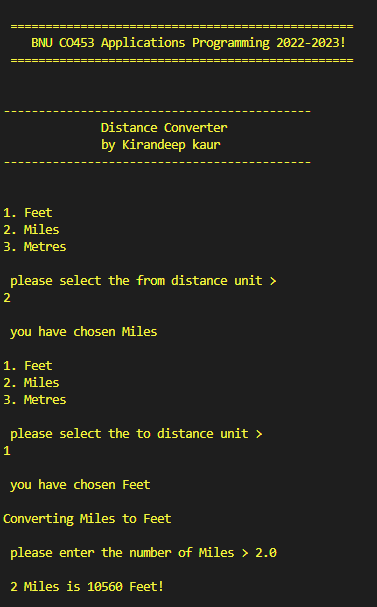 =================================================
BNU CO453 Applications Programming 2022-2023!
=================================================
--------------------------------------------
Distance Converter
by Kirandeep kaur
--------------------------------------------
1. Feet
2. Miles
3. Metres
please select the from distance unit >
2
you have chosen Miles
1. Feet
2. Miles
3. Metres
please select the to distance unit >
1
you have chosen Feet
Converting Miles to Feet
please enter the number of Miles > 2.0
2 Miles is 10560 Feet!